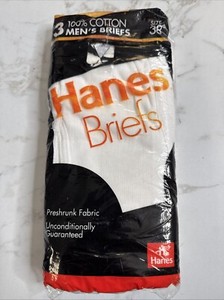 3 100% COTTON SIZE
MEN'S BRIEFS 38
Hanes
Briefs
Preshrunk Fabric
Unconditionally
Guaranteed
Hanes